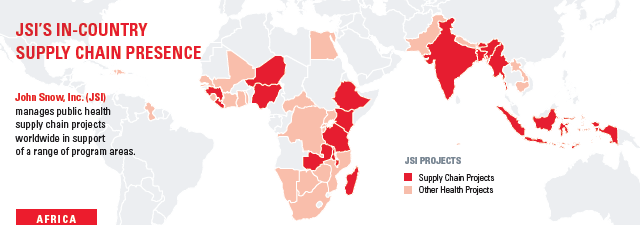 JSI'S IN-COUNTRY
SUPPLY CHAIN PRESENCE
John Snow, Inc. (JSI)
manages public health
supply chain projects
worldwide in support
of a range of program areas.
JSI PROJECTS
Supply Chain Projects
Other Health Projects
AFRICA